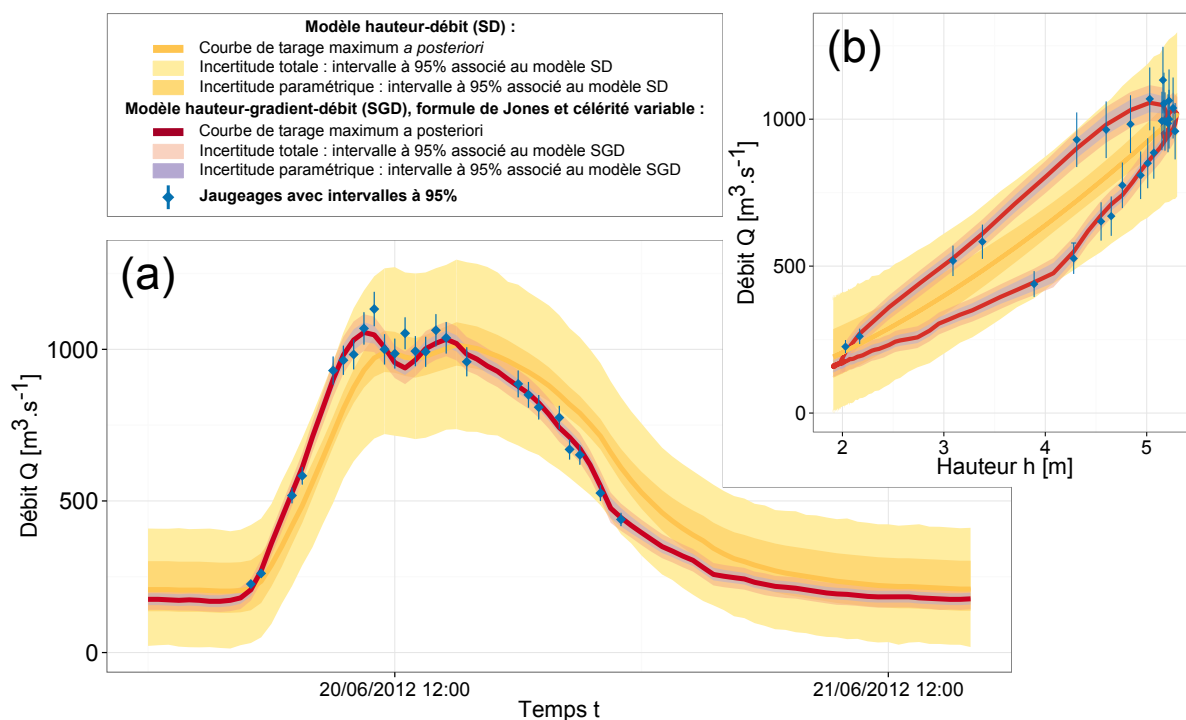 Modèle hauteur-débit (SD) :
Courbe de tarage maximum a posteriori
Incertitude totale : intervalle à 95% associé au modèle SD
Incertitude paramétrique : intervalle à 95% associé au modèle SD
Modèle hauteur-gradient-débit (SGD), formule de Jones et célérité variable :
Courbe de tarage maximum a posteriori
Incertitude totale : intervalle à 95% associé au modèle SGD
Incertitude paramétrique : intervalle à 95% associé au modèle SGD
Jaugeages avec intervalles à 95%
(b)
Débit Q [m³.s⁻¹]
1000
500
0
2
3
4
5
Hauteur h [m]
(a)
Débit Q [m³.s⁻¹]
1000
500
0
20/06/2012 12:00
21/06/2012 12:00
Temps t